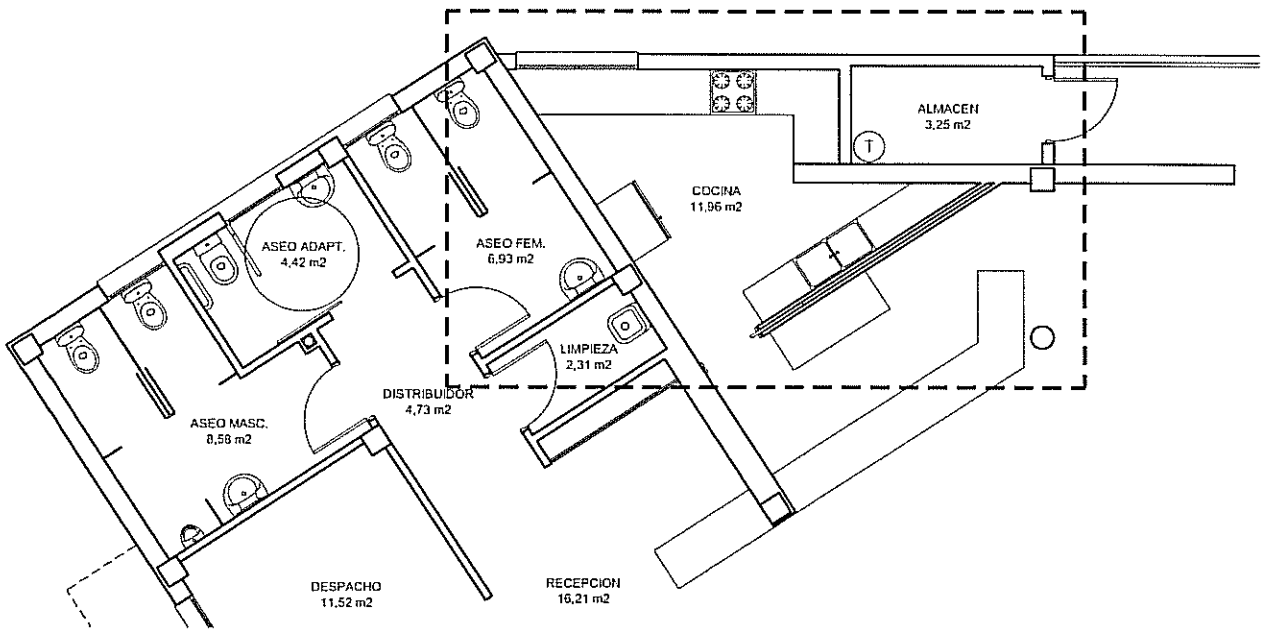 ALMACEN
3,25 m2
T
COCINA
11,96 m2
ASEO ADAPT.
4,42 m2
ASEO FEM.
6,93 m2
LIMPIEZA
2,31 m2
DISTRIBUIDOR
4,73 m2
ASEO MASC.
8,58 m2
DESPACHO
11,52 m2
RECEPCION
16,21 m2